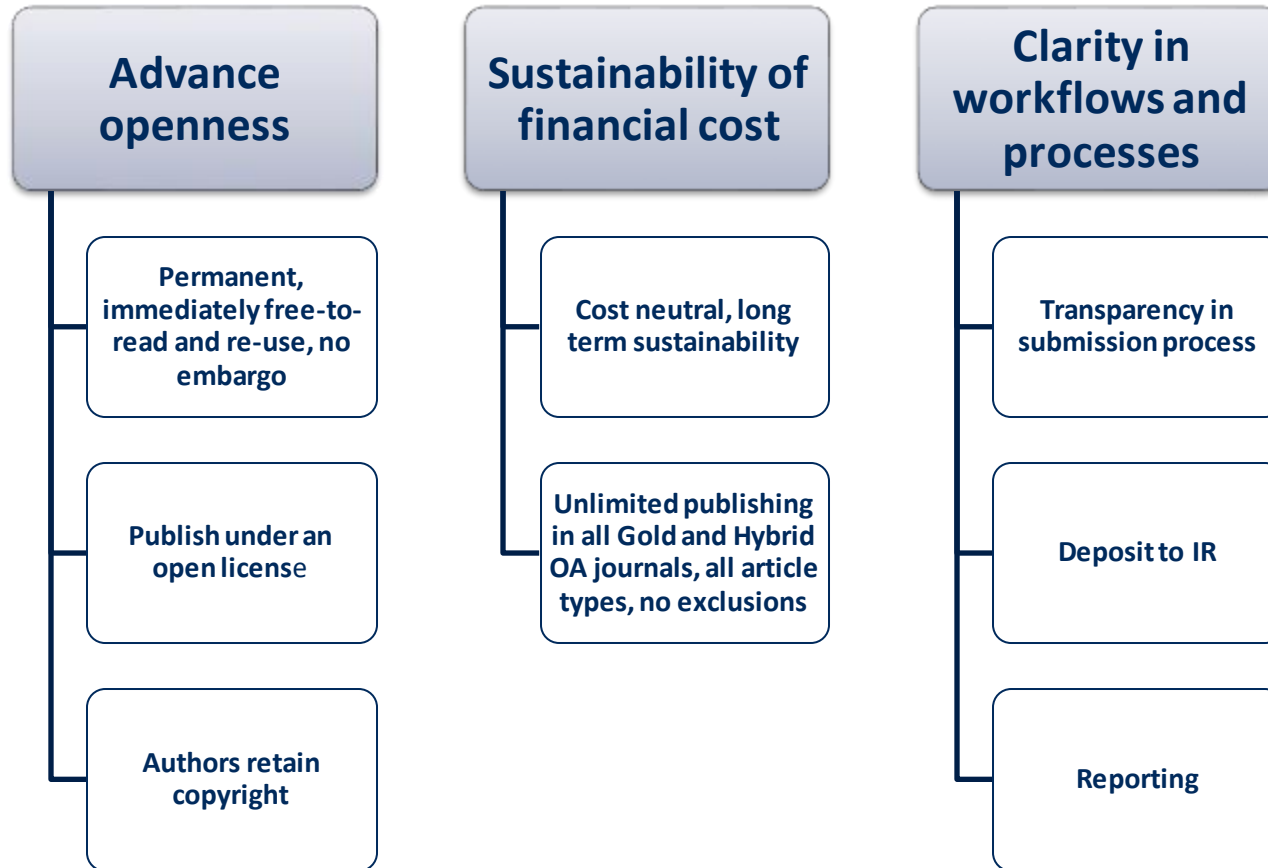 Advance
openness
Permanent,
immediately free-to-
read and re-use, no
embargo
Publish under an
open license
Authors retain
copyright
Sustainability of
financial cost
Cost neutral, long
term sustainability
Unlimited publishing
in all Gold and Hybrid
OA journals, all article
types, no exclusions
Clarity in
workflows and
processes
Transparency in
submission process
Deposit to IR
Reporting